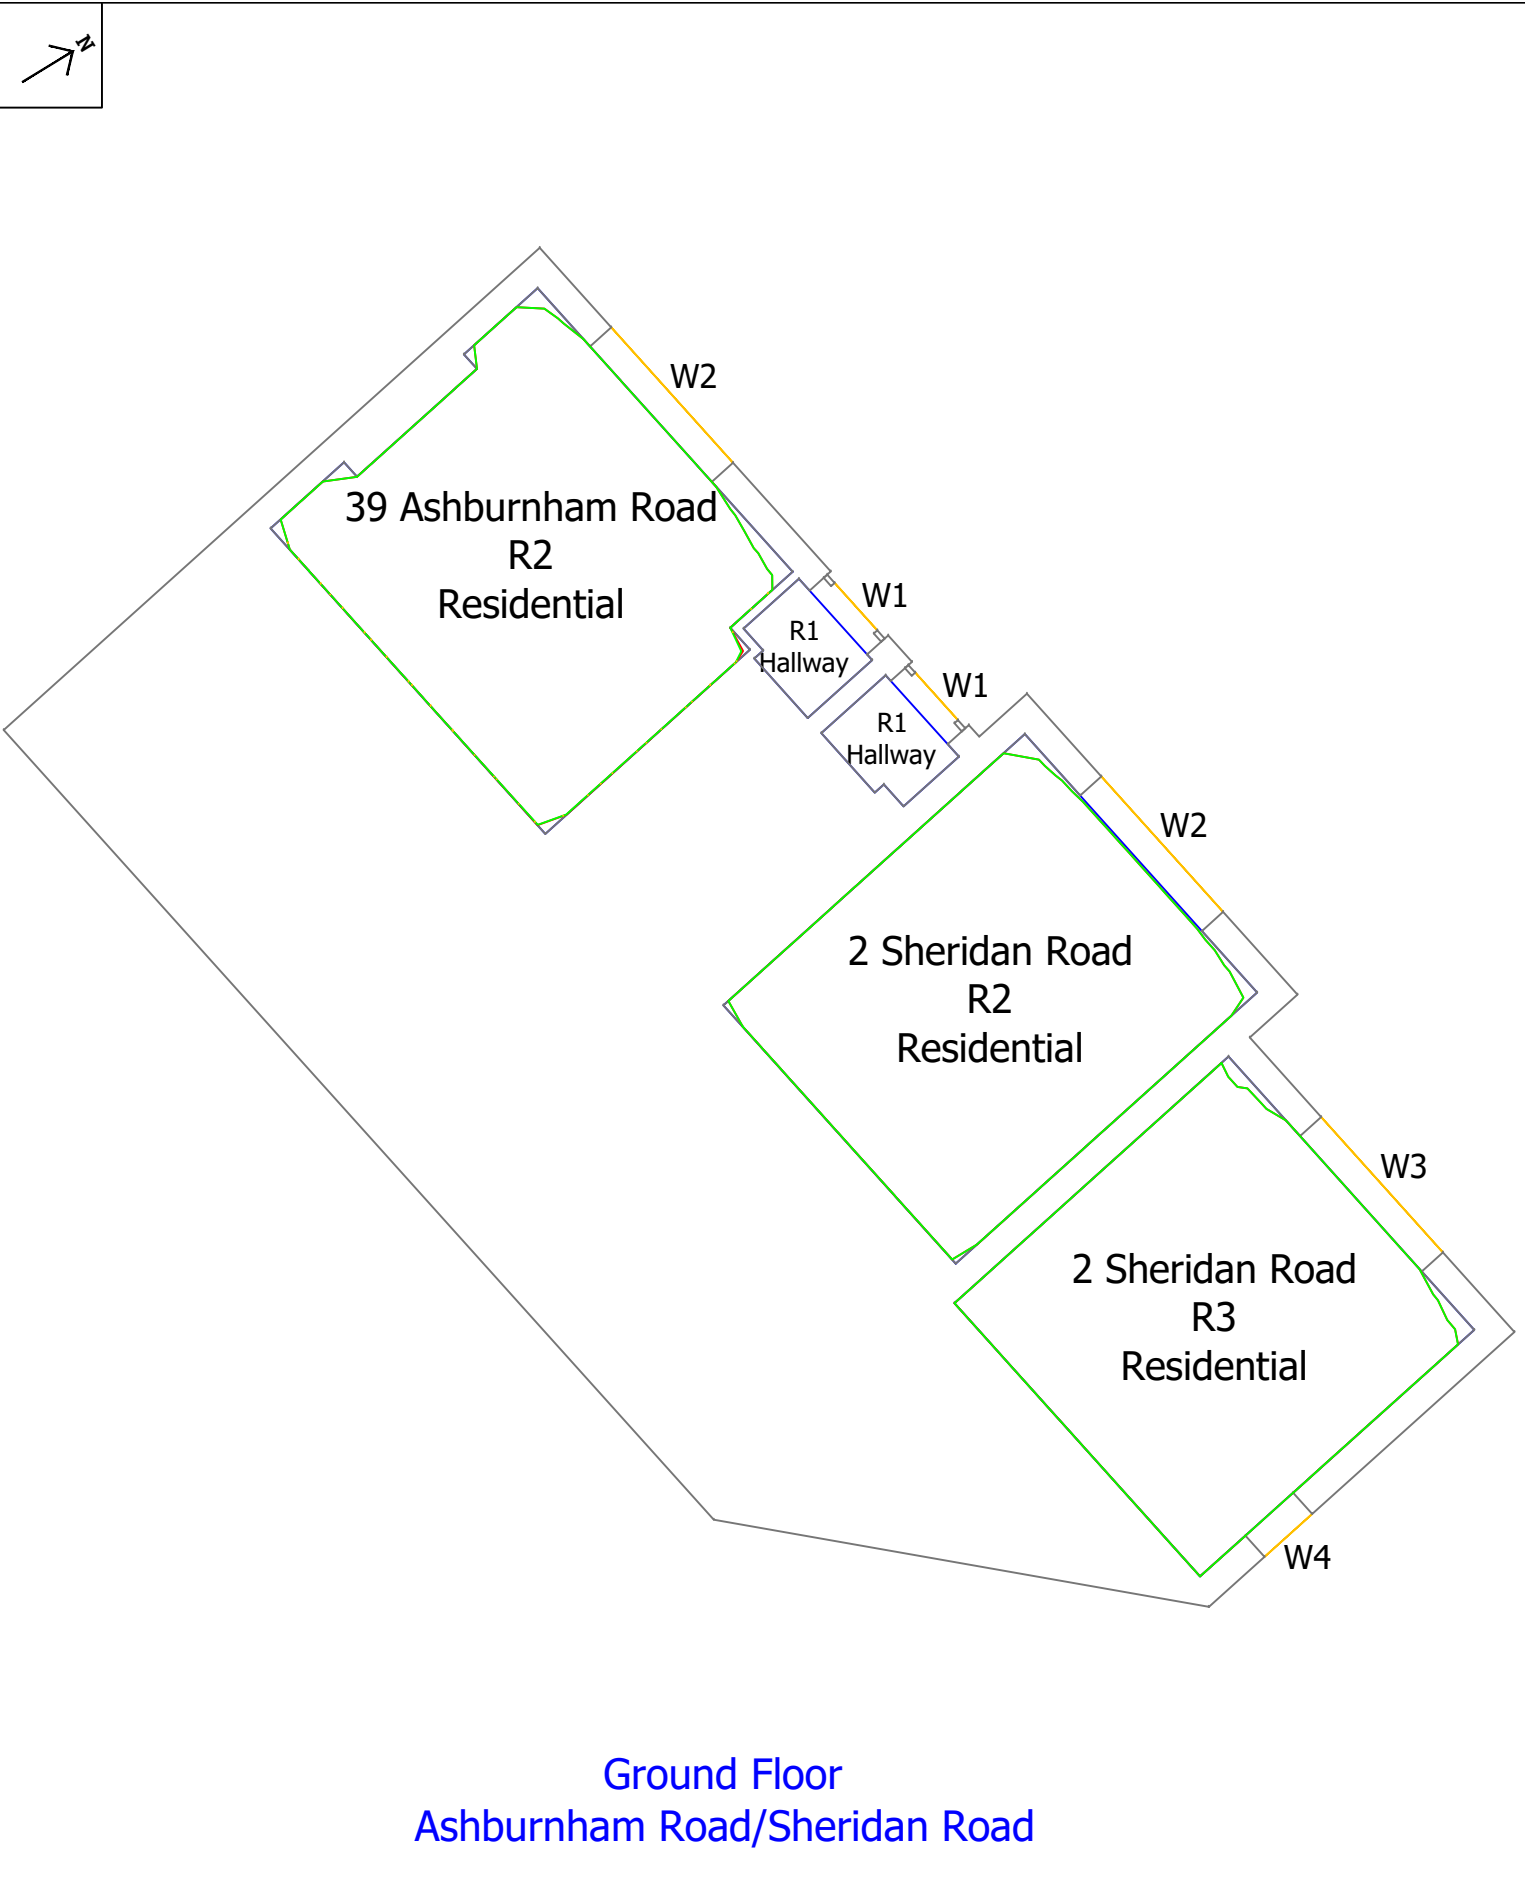 N
W2
39 Ashburnham Road
R2
Residential
W1
R1
Hallway
W1
R1
Hallway
W2
2 Sheridan Road
R2
Residential
W3
2 Sheridan Road
R3
Residential
W4
Ground Floor
Ashburnham Road/Sheridan Road